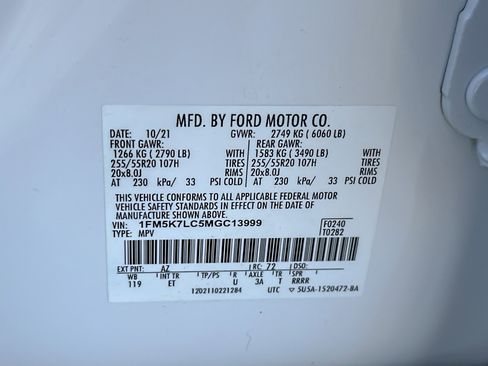 MFD. BY FORD MOTOR CO.
DATE: 10/21 GVWR: 2749 KG ( 6060 LB)
FRONT GAWR: REAR GAWR:
1266 KG ( 2790 LB) WITH 1583 KG ( 3490 LB) WITH
255/55R20 107H TIRES 255/55R20 107H TIRES
20x8.0J RIMS 20x8.0J RIMS
AT 230 kPa/ 33 PSI COLD AT 230 kPa/ 33 PSI COLD
THIS VEHICLE CONFORMS TO ALL APPLICABLE FEDERAL MOTOR
VEHICLE SAFETY STANDARDS IN EFFECT ON THE DATE OF
MANUFACTURE SHOWN ABOVE.
VIN: 1FM5K7LC5MGC13999 F0240
TYPE: MPV T0282
EXT PNT: AZ RC: 72 DSO:
WB INT TR TP/PS R AXLE TR SPR
119 ET U 3A T RRRR
1202110221284 UTC ▽ 5U5A-1520472-BA